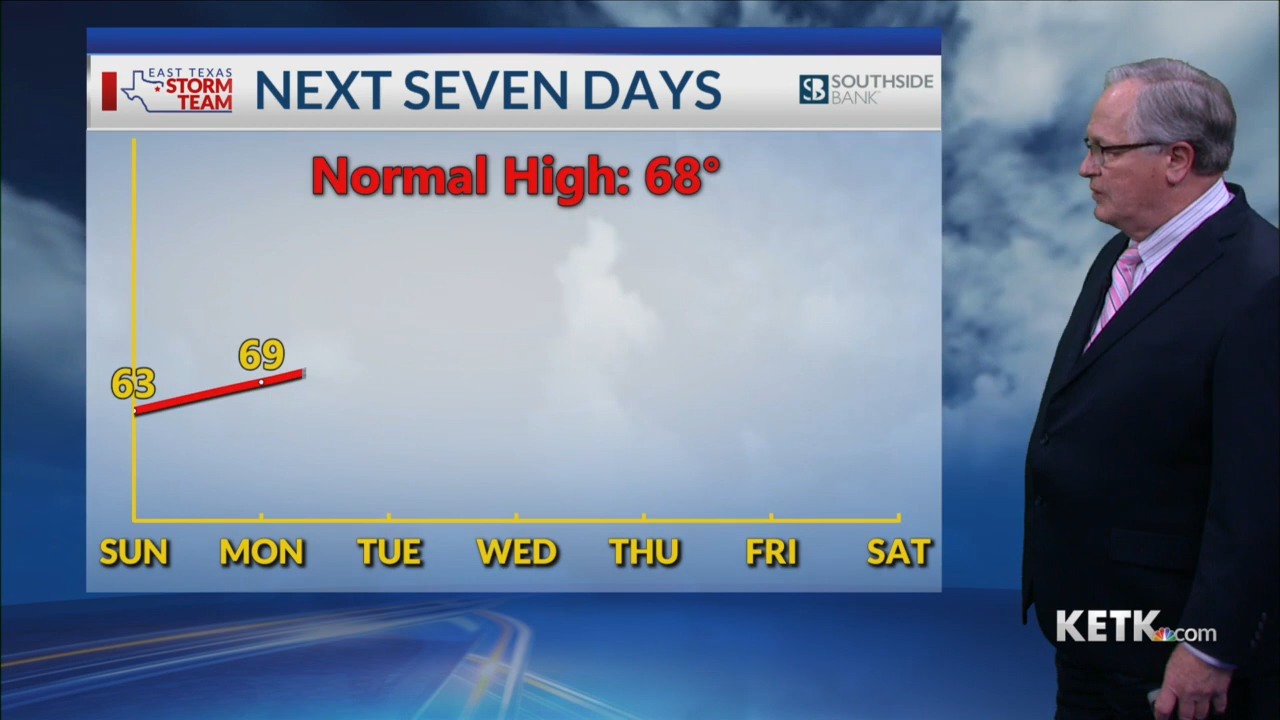 EAST TEXAS
STORM
TEAM
NEXT SEVEN DAYS
SB
SOUTHSIDE
BANK
Normal High: 68°
63
69
SUN MON TUE WED THU FRI SAT
KETK.com